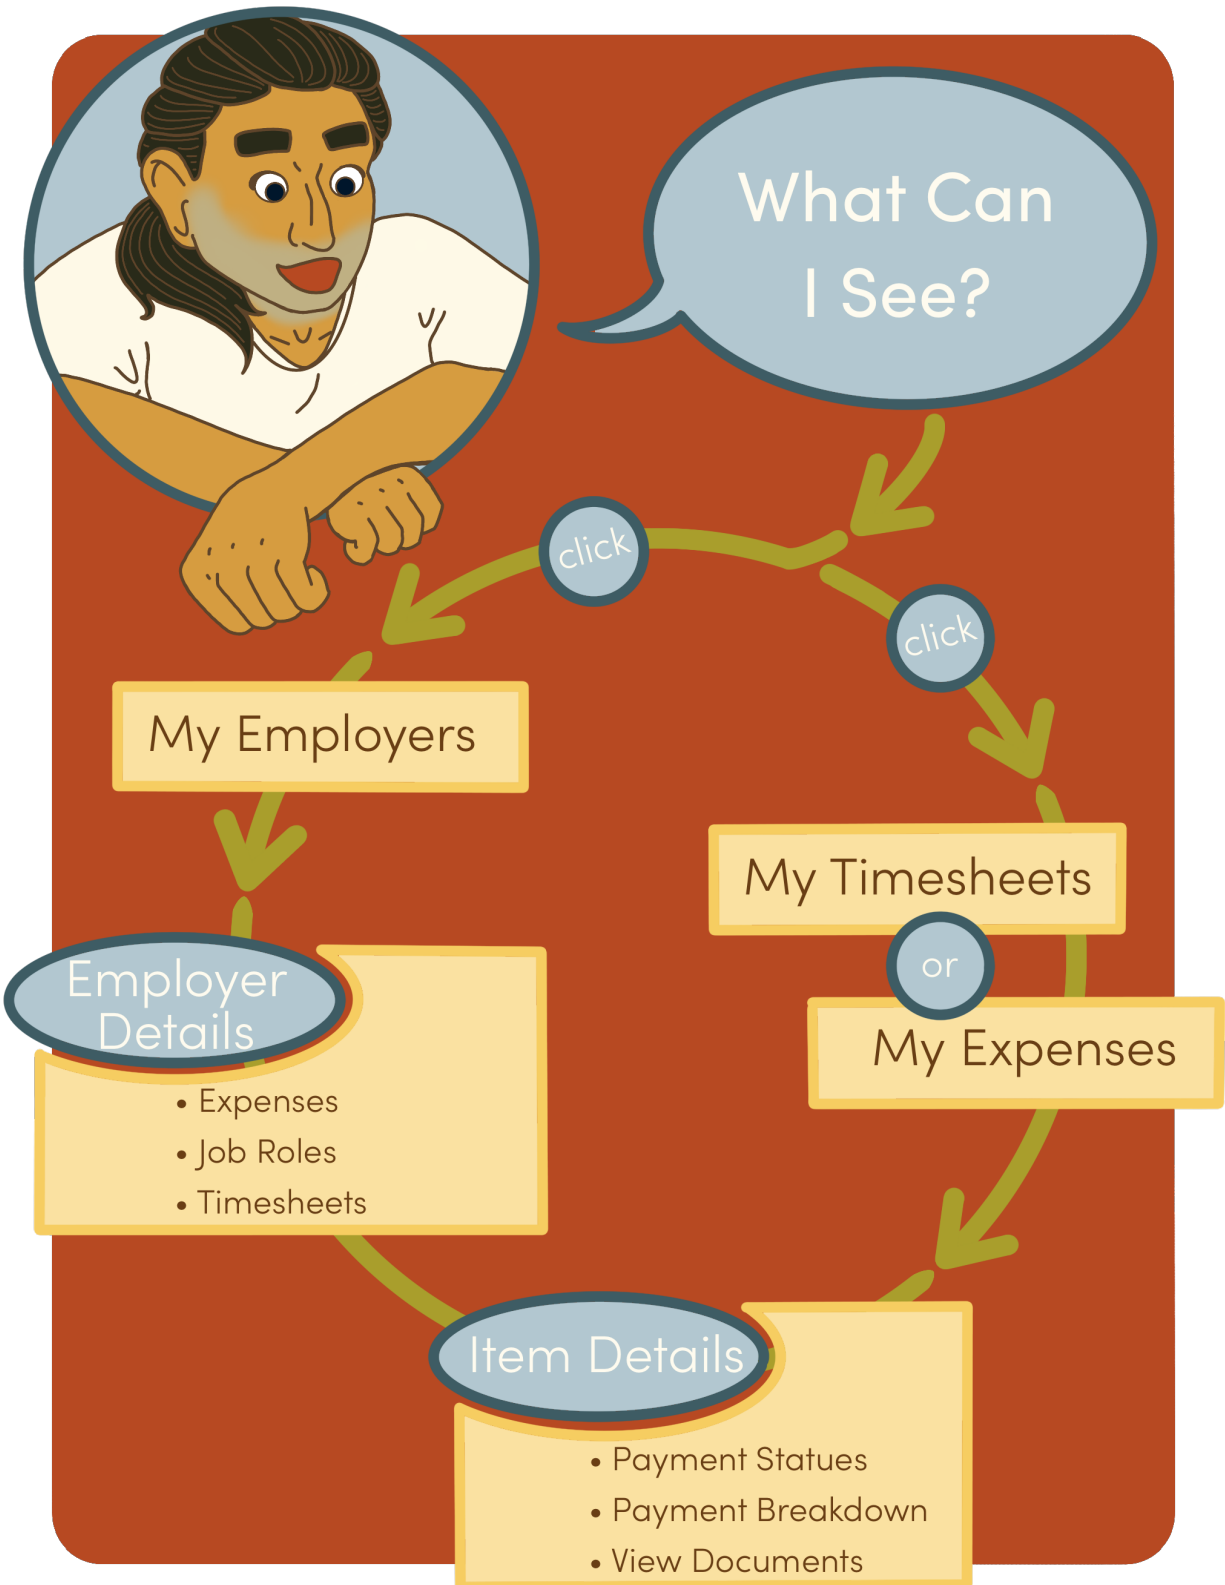 What Can
I See?
click
click
My Employers
My Timesheets
or
My Expenses
Employer
Details
• Expenses
• Job Roles
• Timesheets
Item Details
• Payment Statues
• Payment Breakdown
• View Documents